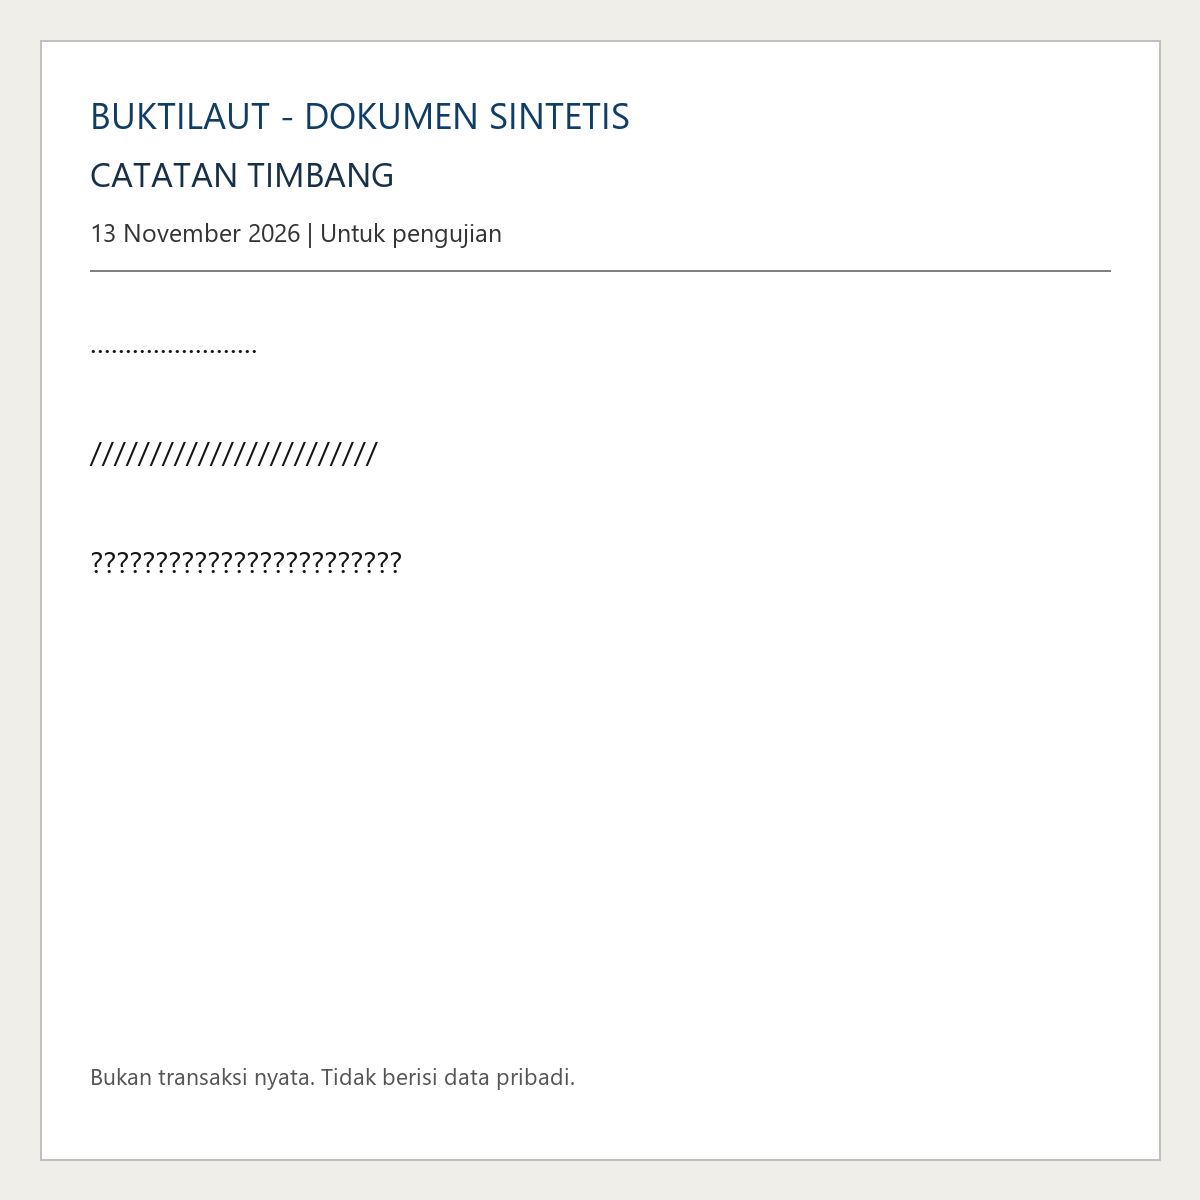 BUKTILAUT - DOKUMEN SINTETIS
CATATAN TIMBANG
13 November 2026 | Untuk pengujian
........................
////////////////////////
????????????????????????
Bukan transaksi nyata. Tidak berisi data pribadi.